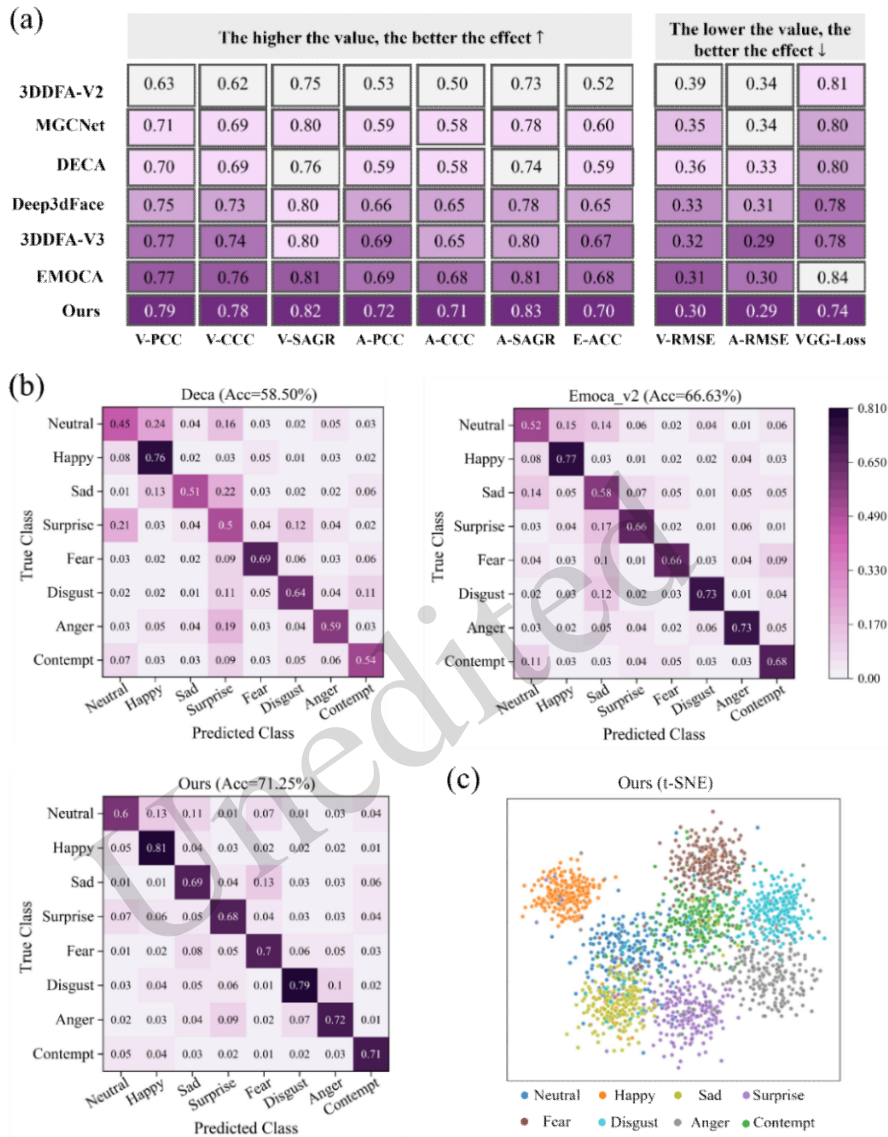 (a)
The higher the value, the better the effect ↑
The lower the value, the
better the effect ↓
3DDFA-V2 0.63 0.62 0.75 0.53 0.50 0.73 0.52 0.39 0.34 0.81
MGCNet 0.71 0.69 0.80 0.59 0.58 0.78 0.60 0.35 0.34 0.80
DECA 0.70 0.69 0.76 0.59 0.58 0.74 0.59 0.36 0.33 0.80
Deep3dFace 0.75 0.73 0.80 0.66 0.65 0.78 0.65 0.33 0.31 0.78
3DDFA-V3 0.77 0.74 0.80 0.69 0.65 0.80 0.67 0.32 0.29 0.78
EMOCA 0.77 0.76 0.81 0.69 0.68 0.81 0.68 0.31 0.30 0.84
Ours 0.79 0.78 0.82 0.72 0.71 0.83 0.70 0.30 0.29 0.74
V-PCC V-CCC V-SAGR A-PCC A-CCC A-SAGR E-ACC V-RMSE A-RMSE VGG-Loss
(b)
Deca (Acc=58.50%)
True Class
Neutral 0.45 0.24 0.04 0.16 0.03 0.02 0.05 0.03
Happy 0.08 0.76 0.02 0.03 0.05 0.01 0.03 0.02
Sad 0.01 0.13 0.51 0.22 0.03 0.02 0.02 0.06
Surprise 0.21 0.03 0.04 0.5 0.04 0.12 0.04 0.02
Fear 0.03 0.02 0.02 0.09 0.69 0.06 0.03 0.06
Disgust 0.02 0.02 0.01 0.11 0.05 0.64 0.04 0.11
Anger 0.03 0.05 0.04 0.19 0.03 0.04 0.59 0.03
Contempt 0.07 0.03 0.03 0.09 0.03 0.05 0.06 0.54
Neutral Happy Sad Surprise Fear Disgust Anger Contempt
Predicted Class
Emoca_v2 (Acc=66.63%)
True Class
Neutral 0.52 0.15 0.14 0.06 0.02 0.04 0.01 0.06
Happy 0.08 0.77 0.03 0.01 0.02 0.02 0.04 0.03
Sad 0.14 0.05 0.58 0.07 0.05 0.01 0.05 0.05
Surprise 0.03 0.04 0.17 0.66 0.02 0.01 0.06 0.01
Fear 0.04 0.03 0.1 0.01 0.66 0.03 0.04 0.09
Disgust 0.02 0.03 0.12 0.02 0.03 0.73 0.01 0.04
Anger 0.03 0.02 0.05 0.04 0.02 0.06 0.73 0.05
Contempt 0.11 0.03 0.03 0.04 0.05 0.03 0.03 0.68
Neutral Happy Sad Surprise Fear Disgust Anger Contempt
Predicted Class
0.810
0.650
0.490
0.330
0.170
0.00
Ours (Acc=71.25%)
True Class
Neutral 0.6 0.13 0.11 0.01 0.07 0.01 0.03 0.04
Happy 0.05 0.81 0.04 0.03 0.02 0.02 0.02 0.01
Sad 0.01 0.01 0.69 0.04 0.13 0.03 0.03 0.06
Surprise 0.07 0.06 0.05 0.68 0.04 0.03 0.03 0.04
Fear 0.01 0.02 0.08 0.05 0.7 0.06 0.05 0.03
Disgust 0.03 0.04 0.05 0.06 0.01 0.79 0.1 0.02
Anger 0.02 0.03 0.04 0.09 0.02 0.07 0.72 0.01
Contempt 0.05 0.04 0.03 0.02 0.01 0.02 0.03 0.71
Neutral Happy Sad Surprise Fear Disgust Anger Contempt
Predicted Class
(c)
Ours (t-SNE)
Neutral Happy Sad Surprise
Fear Disgust Anger Contempt
Unedited